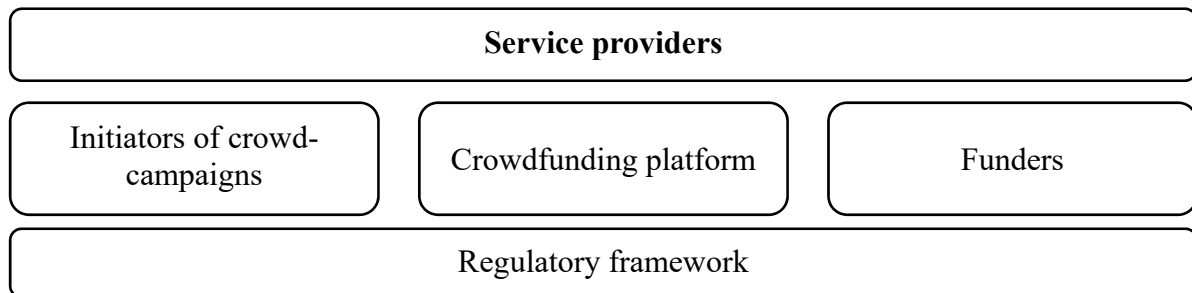 Service providers
Initiators of crowd-
campaigns
Crowdfunding platform
Funders
Regulatory framework